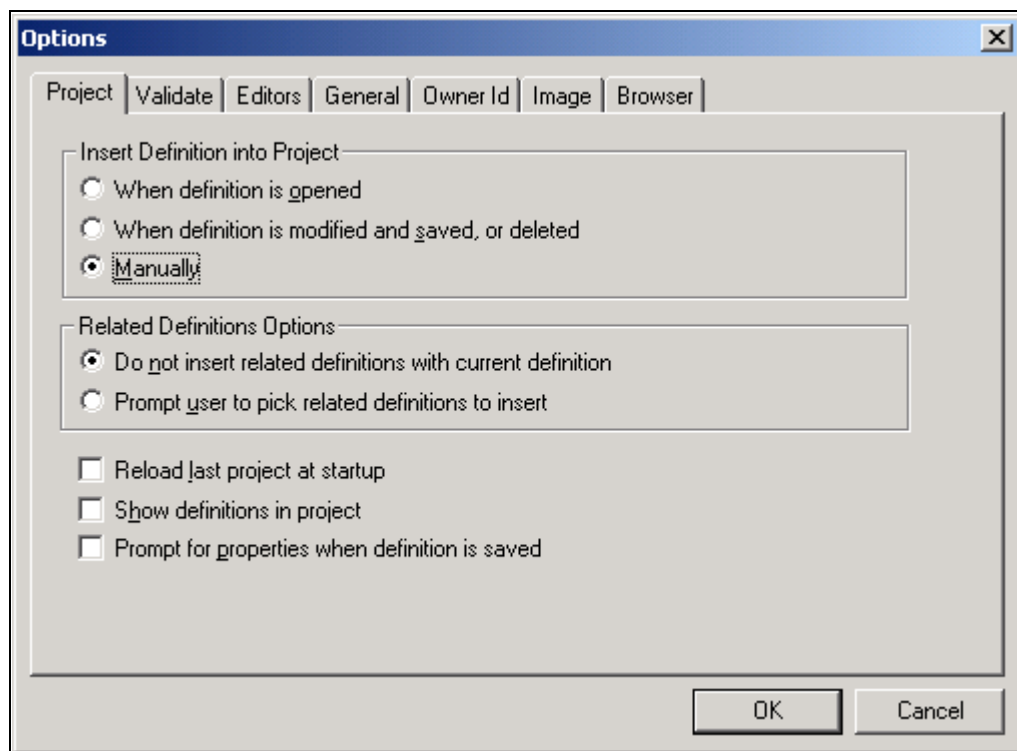 Options
Project Validate Editors General Owner Id Image Browser
Insert Definition into Project
When definition is opened
When definition is modified and saved, or deleted
Manually
Related Definitions Options
Do not insert related definitions with current definition
Prompt user to pick related definitions to insert
Reload last project at startup
Show definitions in project
Prompt for properties when definition is saved
OK Cancel